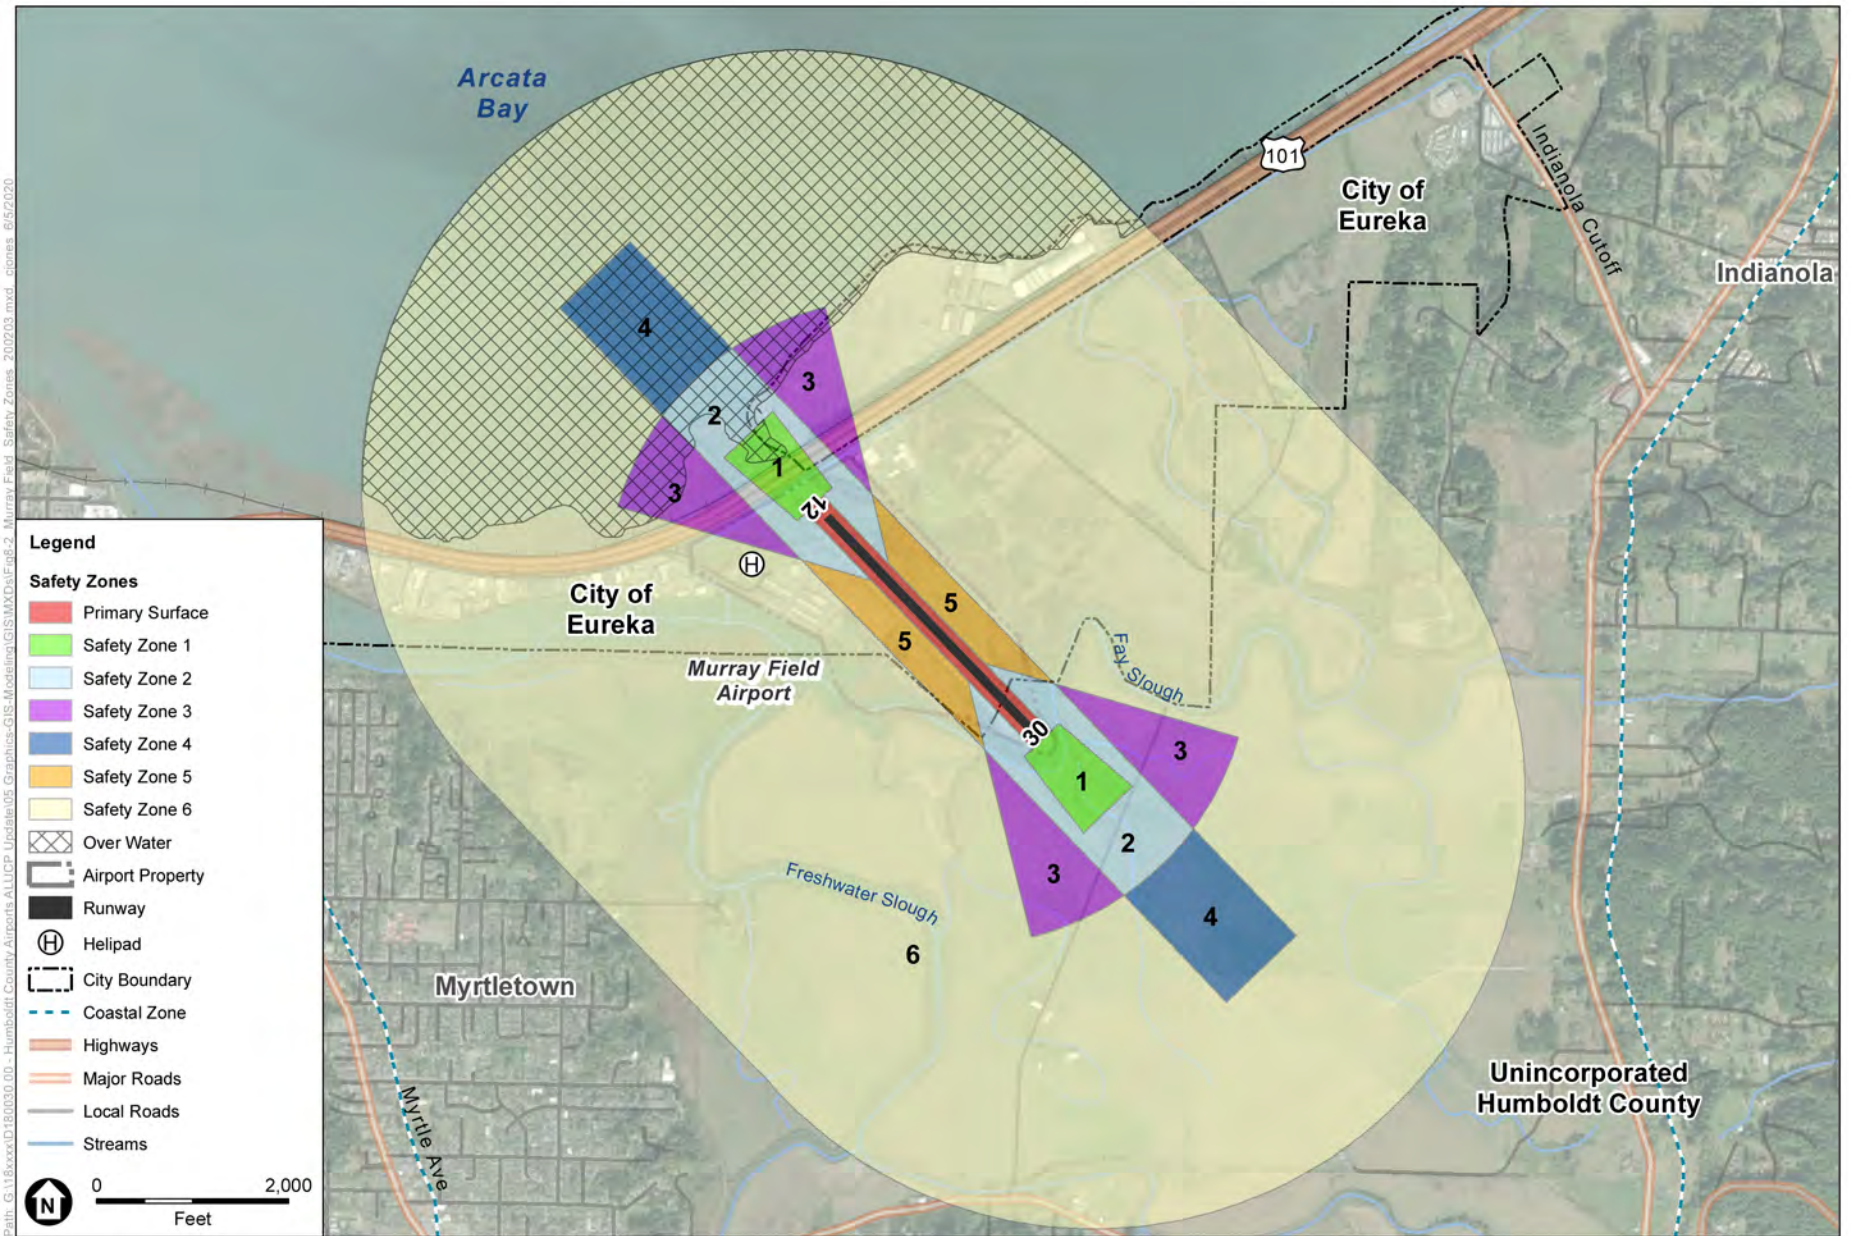 Arcata
Bay
101
City of
Eureka
Indianola Cutoff
Indianola
4
3
2
1
3
12
City of
Eureka
5
5
Murray Field
Airport
Fay Slough
30
3
1
2
3
4
Freshwater Slough
6
Myrtletown
Unincorporated
Humboldt County
Myrtle Ave
H
Legend
Safety Zones
Primary Surface
Safety Zone 1
Safety Zone 2
Safety Zone 3
Safety Zone 4
Safety Zone 5
Safety Zone 6
Over Water
Airport Property
Runway
H Helipad
City Boundary
Coastal Zone
Highways
Major Roads
Local Roads
Streams
N
0 2,000
Feet